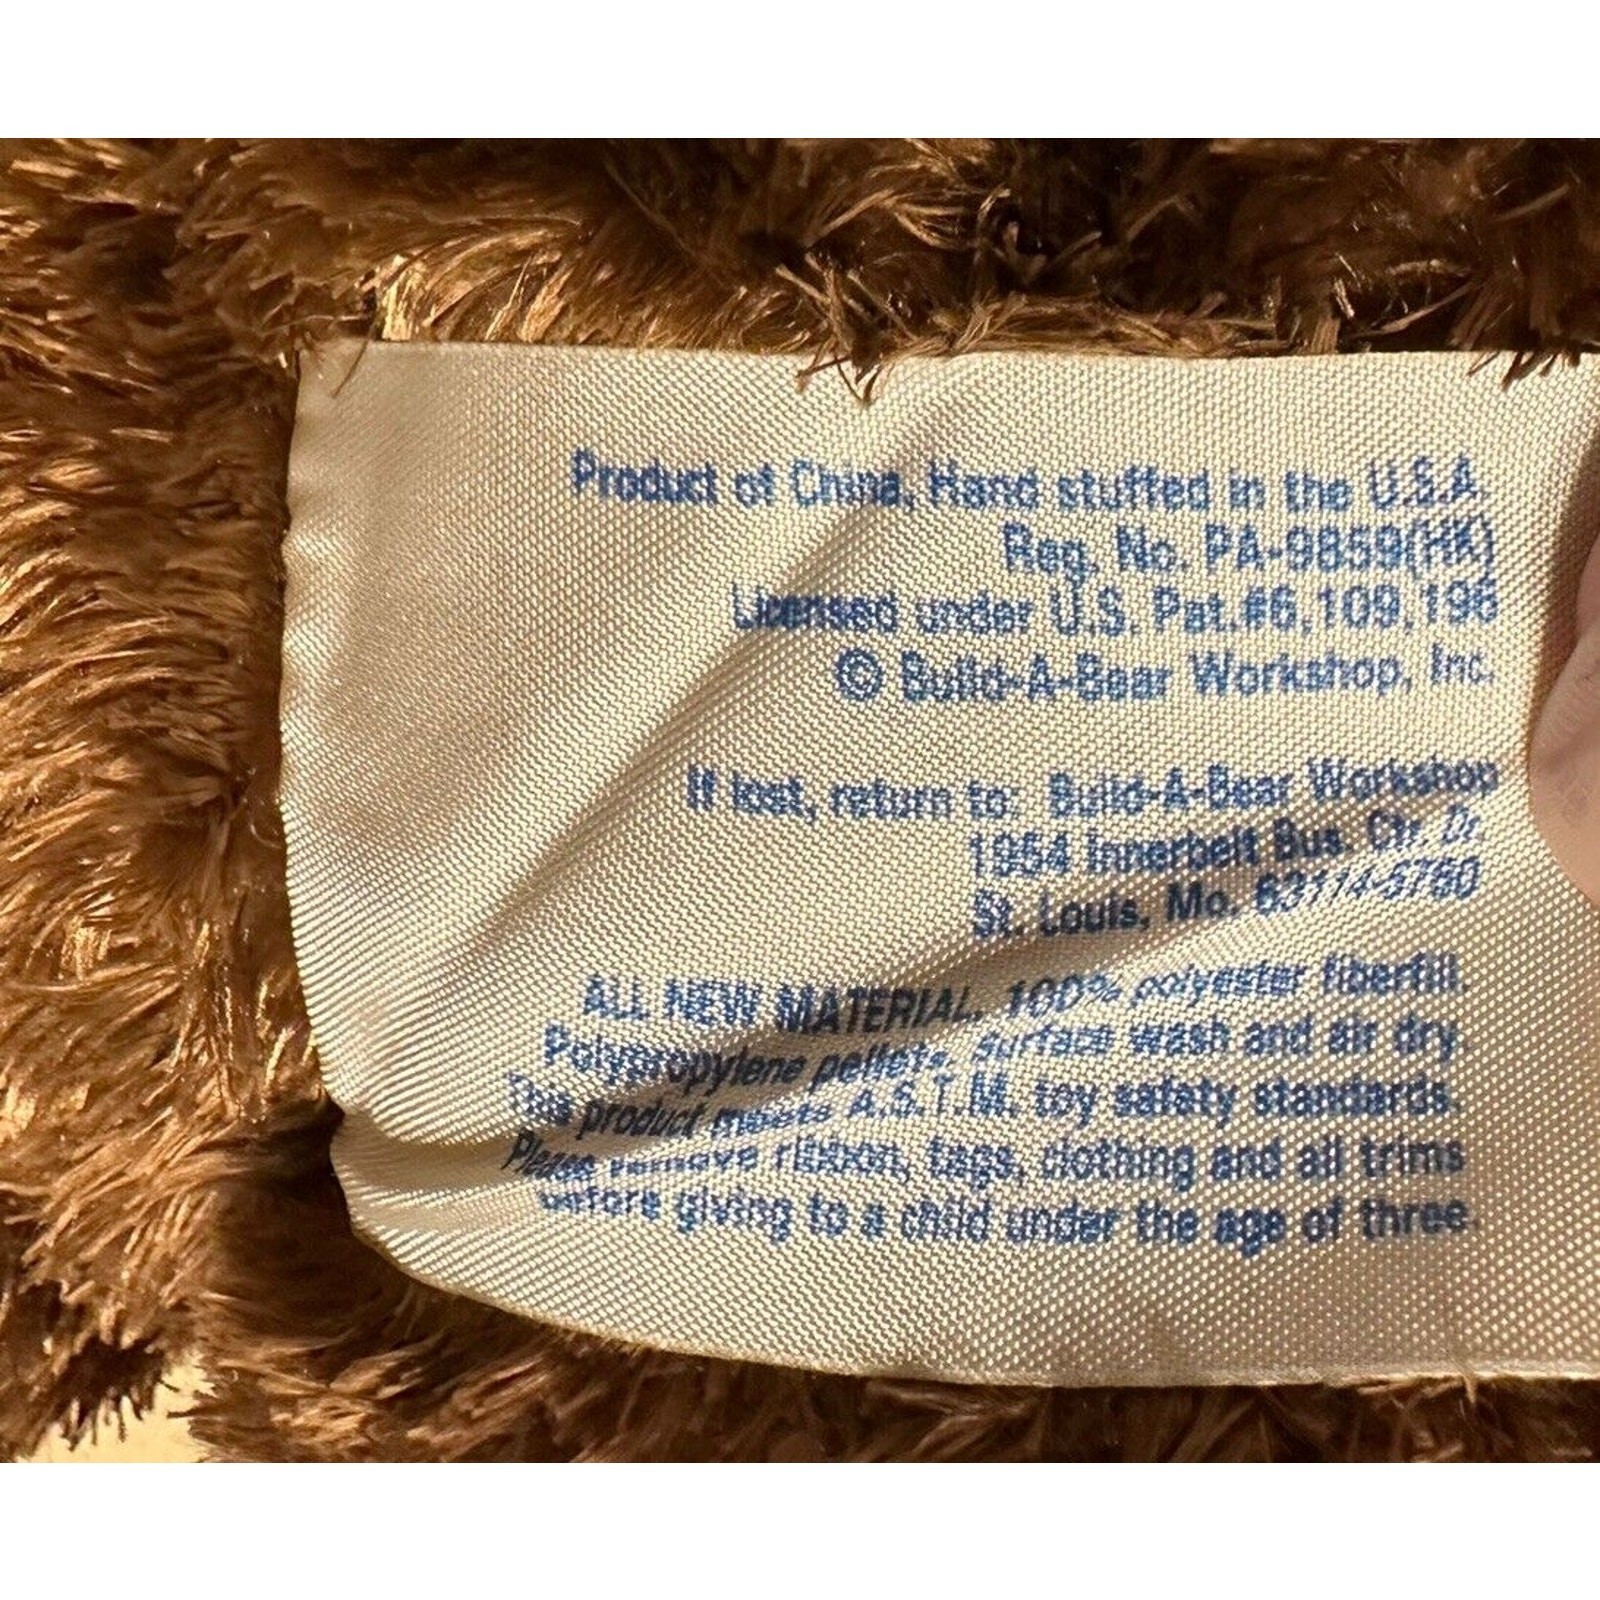 Product of China, Hand stuffed in the U.S.A.
Reg. No. PA-9859(HK)
Licensed under U.S. Pat.#6,109,196
© Build-A-Bear Workshop, Inc.
If lost, return to: Build-A-Bear Workshop
1954 Innerbelt Bus. Ctr. Dr.
St. Louis, Mo. 63114-5760
ALL NEW MATERIAL, 100% polyester fiberfill
Polypropylene pellets, surface wash and air dry
product meets A.S.T.M. toy safety standards.
Please remove ribbon, tags, clothing and all trims
before giving to a child under the age of three.